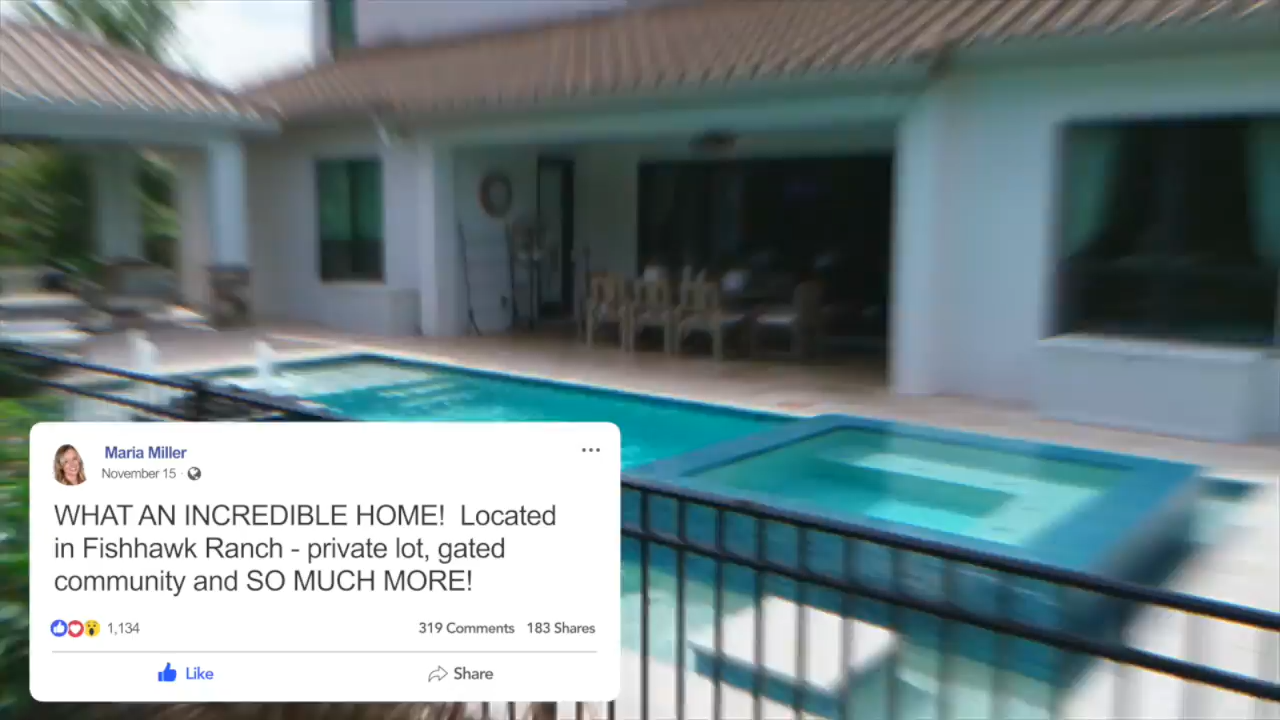 Maria Miller
November 15
WHAT AN INCREDIBLE HOME! Located
in Fishhawk Ranch - private lot, gated
community and SO MUCH MORE!
1,134
319 Comments 183 Shares
Like
Share